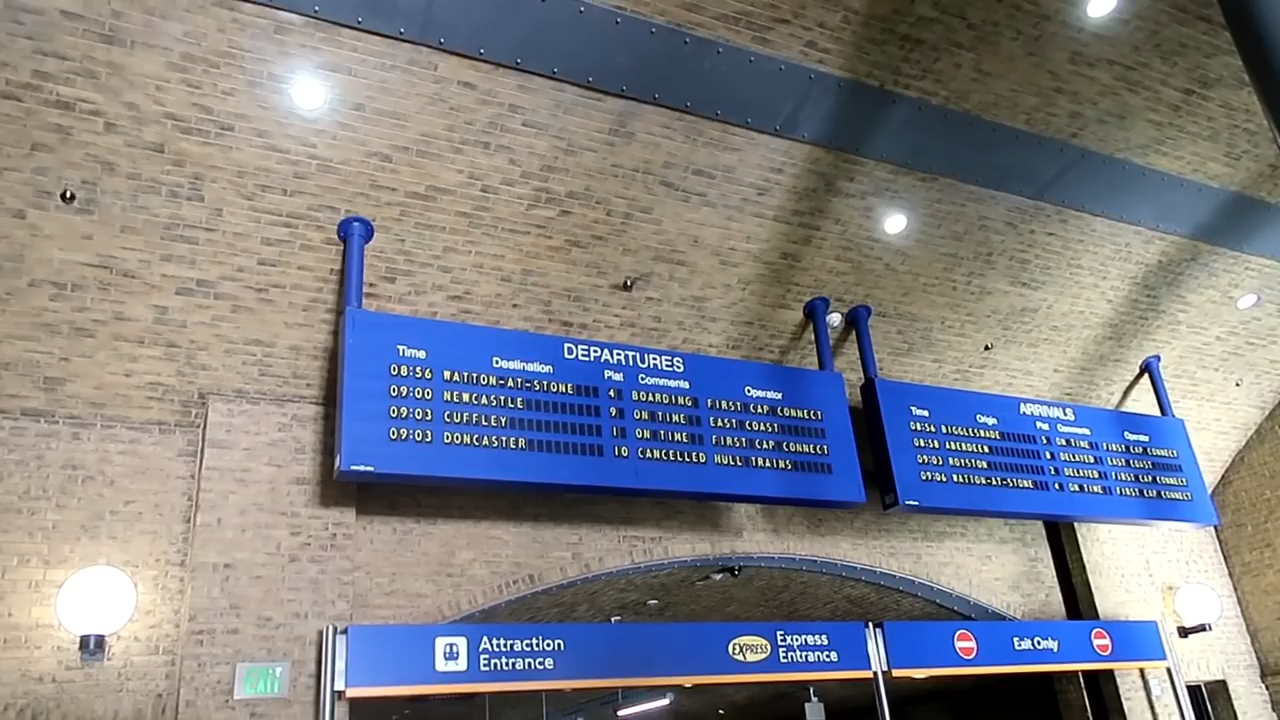 DEPARTURES
Time Destination Plat Comments Operator
08:56 WATTON-AT-STONE 4 BOARDING FIRST CAP CONNECT
09:00 NEWCASTLE 9 ON TIME EAST COAST
09:03 CUFFLEY 1 ON TIME FIRST CAP CONNECT
09:03 DONCASTER 10 CANCELLED HULL TRAINS
ARRIVALS
Time Origin Plat Comments Operator
08:56 BIGGLESWADE 5 ON TIME FIRST CAP CONNECT
08:58 ABERDEEN 8 DELAYED EAST COAST
09:03 ROYSTON 2 DELAYED FIRST CAP CONNECT
09:06 WATTON-AT-STONE 4 ON TIME FIRST CAP CONNECT
Attraction
Entrance
EXPRESS
Express
Entrance
Exit Only
EXIT